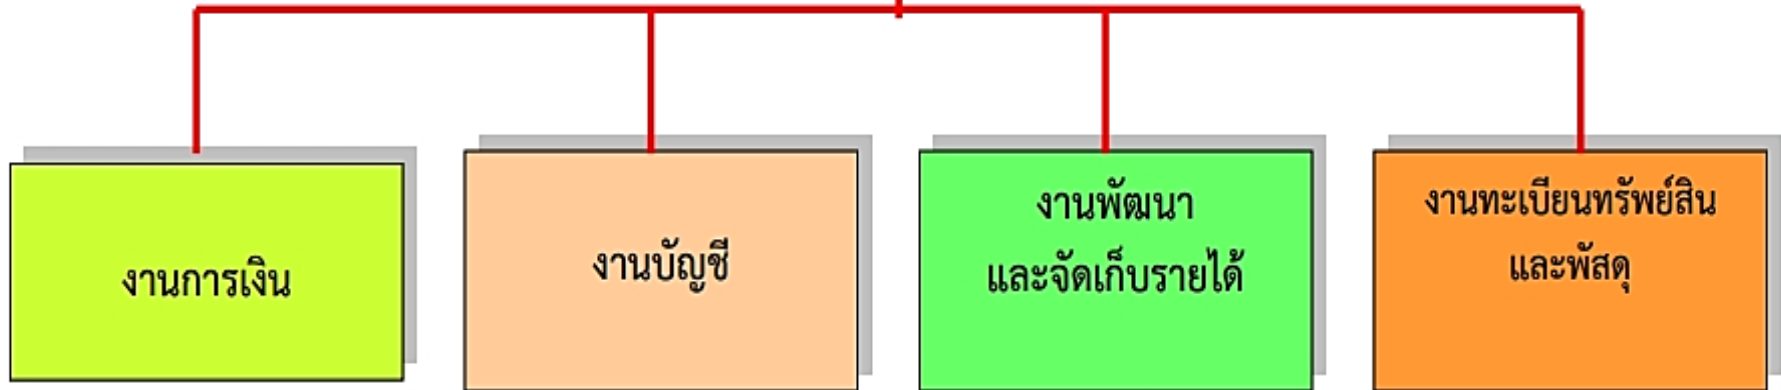 งานการเงิน
งานบัญชี
งานพัฒนา
และจัดเก็บรายได้
งานทะเบียนทรัพย์สิน
และพัสดุ